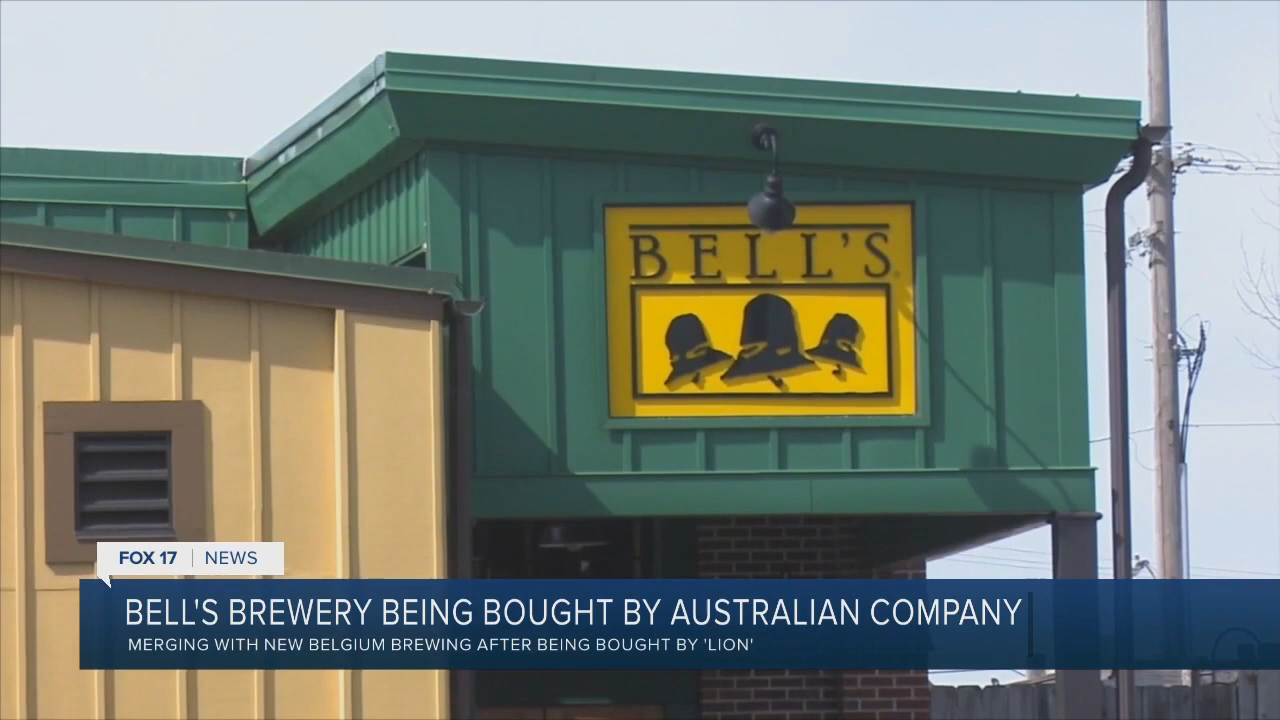 BELL'S
FOX 17 | NEWS
BELL'S BREWERY BEING BOUGHT BY AUSTRALIAN COMPANY
MERGING WITH NEW BELGIUM BREWING AFTER BEING BOUGHT BY 'LION'